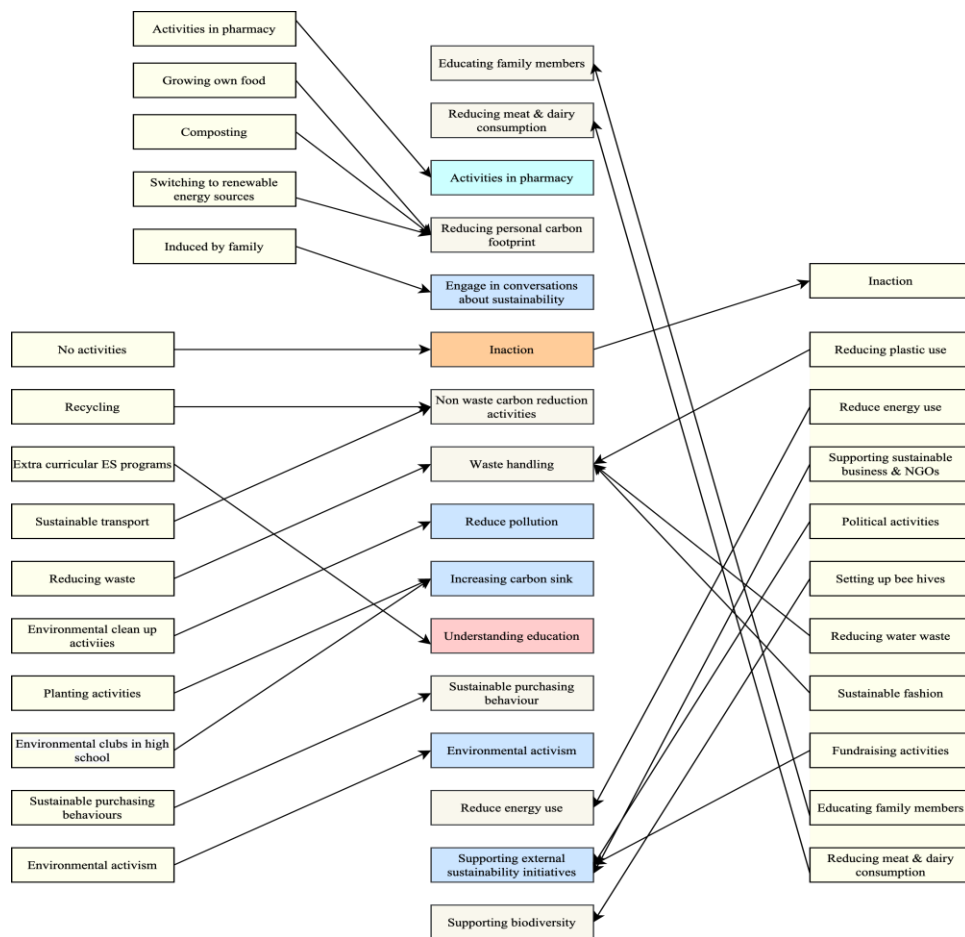 Activities in pharmacy
Growing own food
Composting
Switching to renewable
energy sources
Induced by family
No activities
Recycling
Extra curricular ES programs
Sustainable transport
Reducing waste
Environmental clean up
activiies
Planting activities
Environmental clubs in high
school
Sustainable purchasing
behaviours
Environmental activism
Educating family members
Reducing meat & dairy
consumption
Activities in pharmacy
Reducing personal carbon
footprint
Engage in conversations
about sustainability
Inaction
Non waste carbon reduction
activities
Waste handling
Reduce pollution
Increasing carbon sink
Understanding education
Sustainable purchasing
behaviour
Environmental activism
Reduce energy use
Supporting external
sustainability initiatives
Supporting biodiversity
Inaction
Reducing plastic use
Reduce energy use
Supporting sustainable
business & NGOs
Political activities
Setting up bee hives
Reducing water waste
Sustainable fashion
Fundraising activities
Educating family members
Reducing meat & dairy
consumption